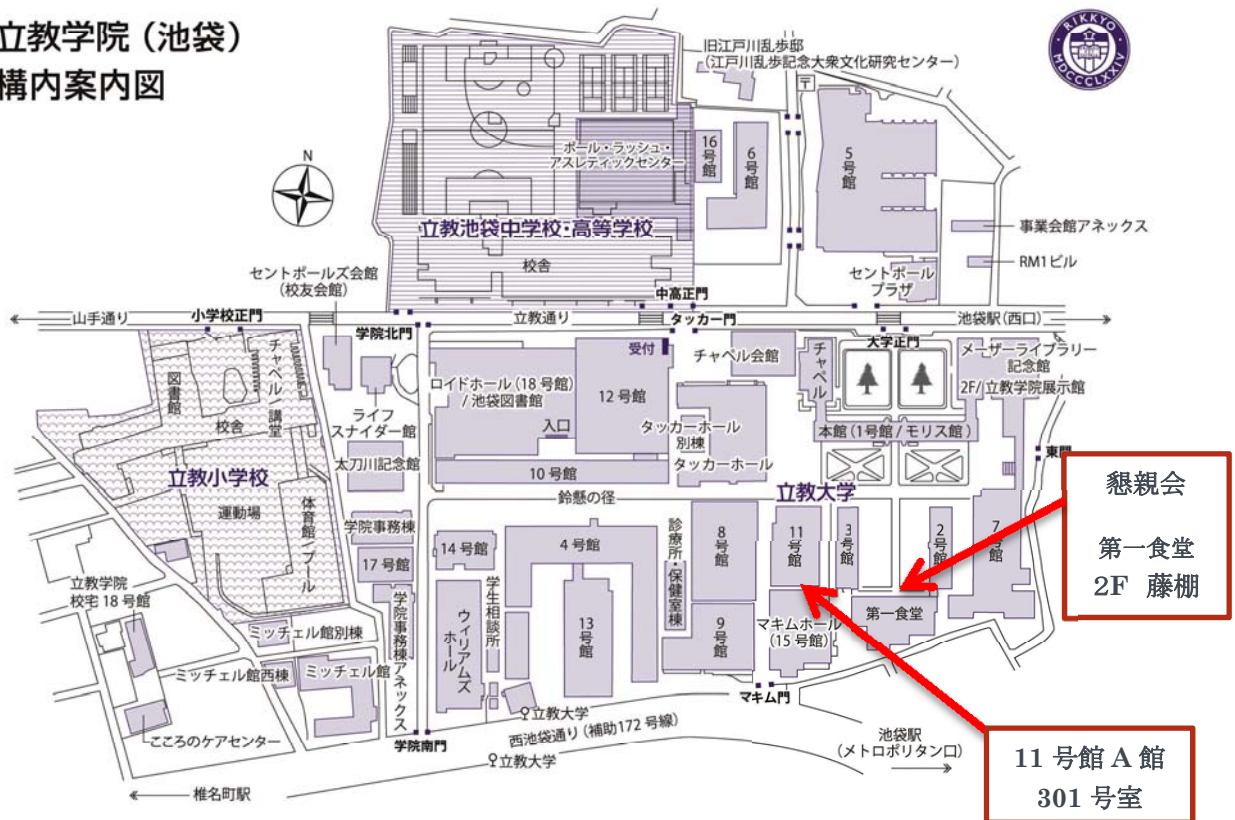 立教学院（池袋）
構内案内図
RIKKYO
MDCCCLXXIV
旧江戸川乱歩邸
（江戸川乱歩記念大衆文化研究センター）
〒
N
ポール・ラッシュ・
アスレティックセンター
16号館
6号館
5号館
立教池袋中学校・高等学校
校舎
事業会館アネックス
RM1ビル
セントポールズ会館
（校友会館）
セントポール
プラザ
中高正門
山手通り
小学校正門
学院北門
立教通り
タッカー門
大学正門
池袋駅（西口）
受付
チャペル会館
チャペル
メーザーライブラリー
記念館
2F/立教学院展示館
図書館
チャペル/講堂
校舎
ライフ
スナイダー館
ロイドホール（18号館）
/池袋図書館
入口
12号館
タッカーホール
別棟
タッカーホール
本館（1号館/モリス館）
東門
立教小学校
運動場
体育館/プール
太刀川記念館
10号館
鈴懸の径
立教大学
懇親会
第一食堂
2F 藤棚
学院事務棟
17号館
14号館
4号館
診療所・保健室棟
8号館
11号館
3号館
2号館
7号館
立教学院
校宅18号館
学院事務棟アネックス
ウィリアムズ
ホール
学生相談所
13号館
9号館
マキムホール
（15号館）
第一食堂
ミッチェル館別棟
ミッチェル館西棟
ミッチェル館
こころのケアセンター
学院南門
立教大学
西池袋通り（補助172号線）
立教大学
マキム門
池袋駅
（メトロポリタン口）
椎名町駅
11号館A館
301号室